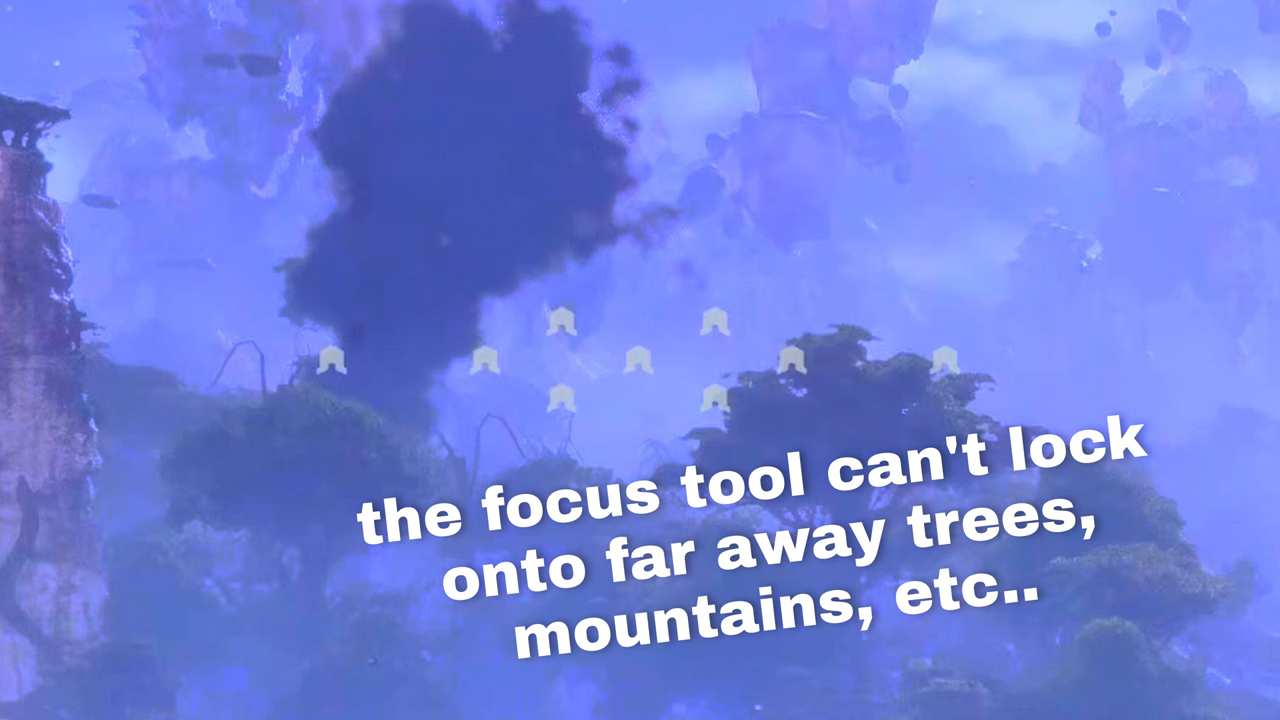 the focus tool can't lock
onto far away trees,
mountains, etc..